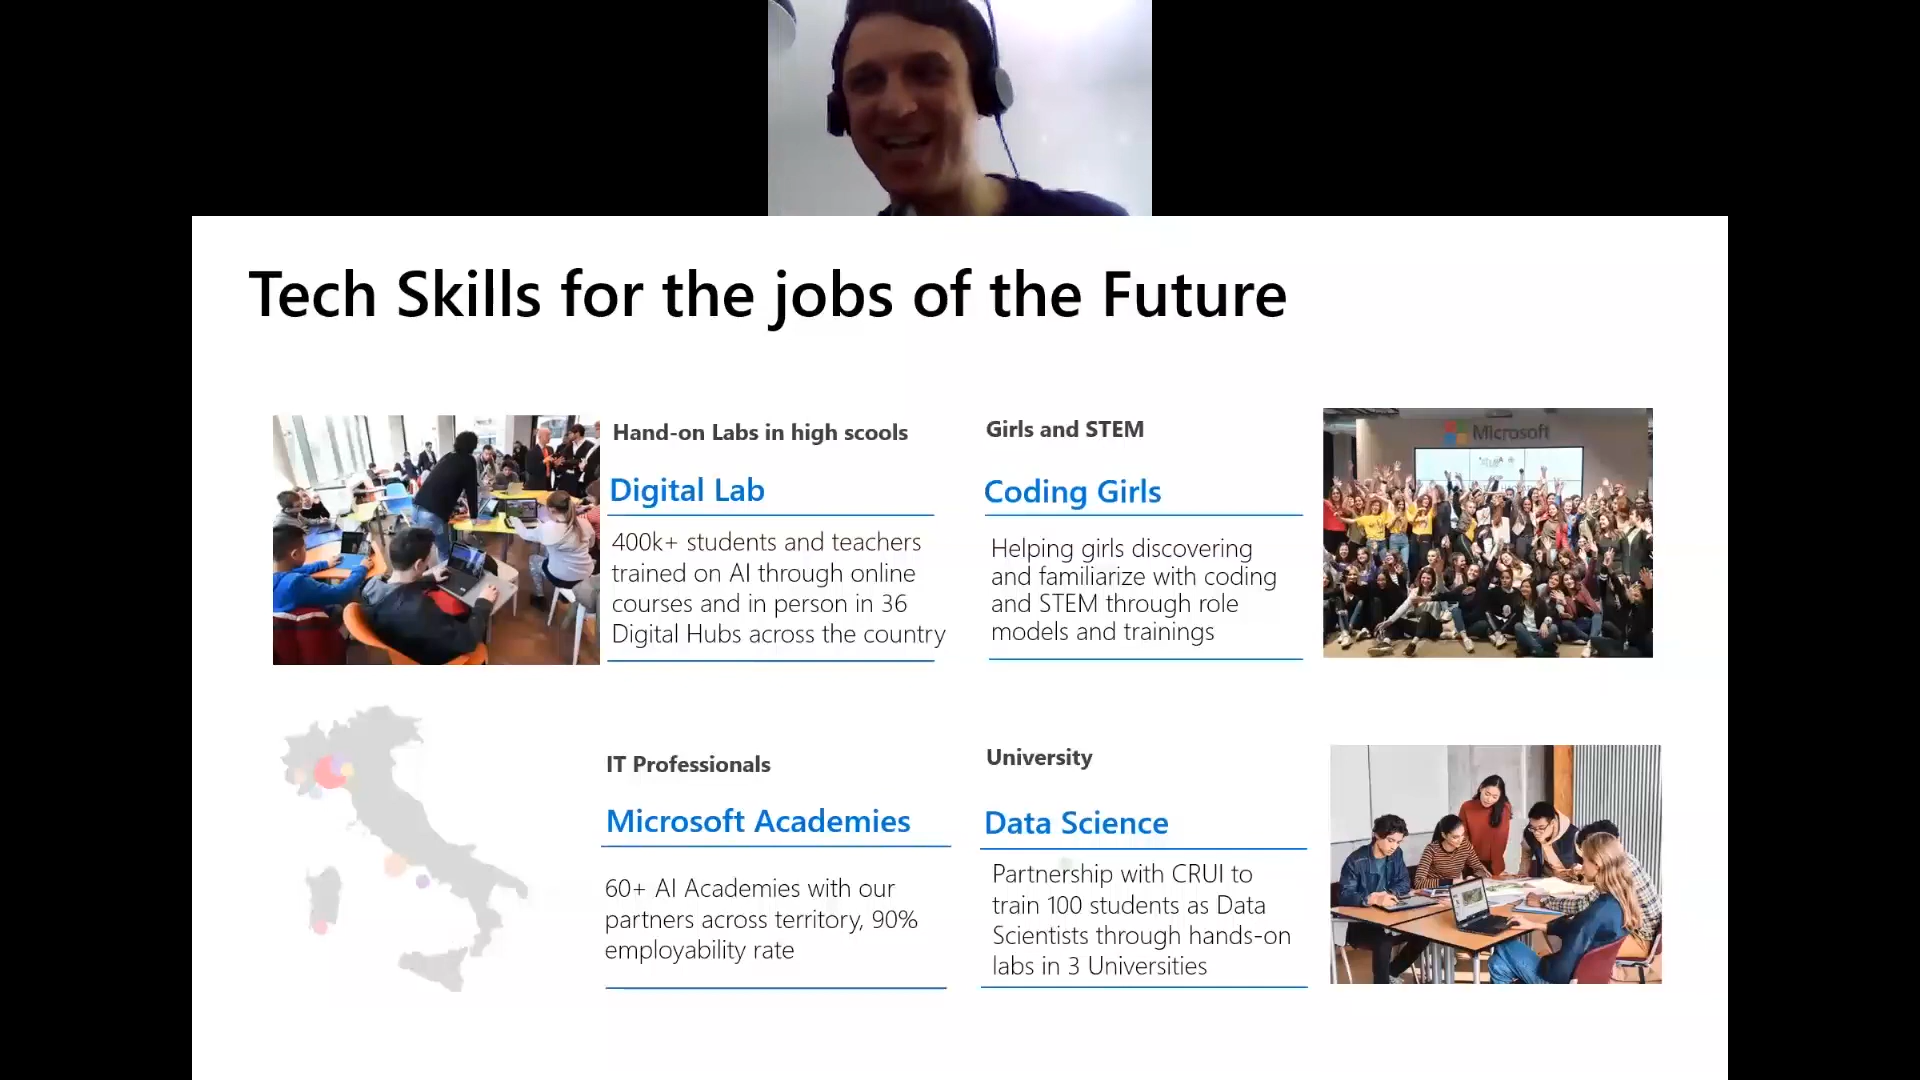 Tech Skills for the jobs of the Future
Hand-on Labs in high scools
Digital Lab
400k+ students and teachers
trained on AI through online
courses and in person in 36
Digital Hubs across the country
Girls and STEM
Coding Girls
Helping girls discovering
and familiarize with coding
and STEM through role
models and trainings
Microsoft
IT Professionals
Microsoft Academies
60+ AI Academies with our
partners across territory, 90%
employability rate
University
Data Science
Partnership with CRUI to
train 100 students as Data
Scientists through hands-on
labs in 3 Universities